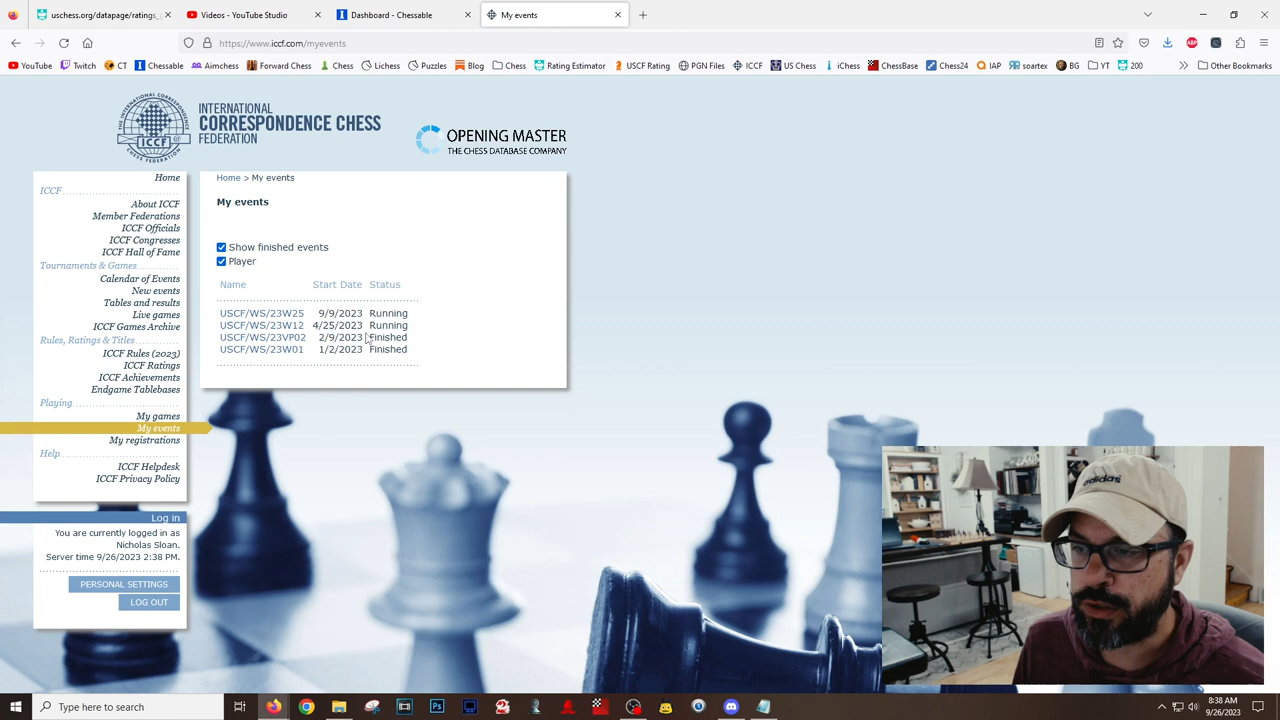 uschess.org/datapage/ratings_
Videos - YouTube Studio
Dashboard - Chessable
My events
https://www.iccf.com/myevents
YouTube
Twitch
CT
Chessable
Aimchess
Forward Chess
Chess
Lichess
Puzzles
Blog
Chess
Rating Estimator
USCF Rating
PGN Files
ICCF
US Chess
iChess
ChessBase
Chess24
IAP
soartex
BG
YT
200
Other Bookmarks
INTERNATIONAL
CORRESPONDENCE CHESS
FEDERATION
ICCF
OPENING MASTER
THE CHESS DATABASE COMPANY
Home
ICCF
About ICCF
Member Federations
ICCF Officials
ICCF Congresses
ICCF Hall of Fame
Tournaments & Games
Calendar of Events
New events
Tables and results
Live games
ICCF Games Archive
Rules, Ratings & Titles
ICCF Rules (2023)
ICCF Ratings
ICCF Achievements
Endgame Tablebases
Playing
My games
My events
My registrations
Help
ICCF Helpdesk
ICCF Privacy Policy
Log in
You are currently logged in as
Nicholas Sloan.
Server time 9/26/2023 2:38 PM.
PERSONAL SETTINGS
LOG OUT
Home > My events
My events
Show finished events
Player
Name Start Date Status
USCF/WS/23W25 9/9/2023 Running
USCF/WS/23W12 4/25/2023 Running
USCF/WS/23VP02 2/9/2023 Finished
USCF/WS/23W01 1/2/2023 Finished
adidas
Type here to search
8:38 AM
9/26/2023